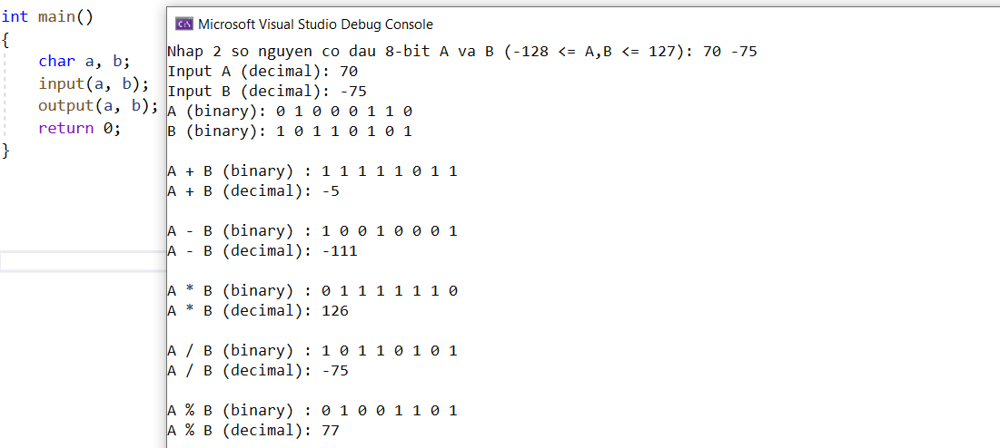 int main()
{
char a, b;
input(a, b);
output(a, b);
return 0;
}
C:\ Microsoft Visual Studio Debug Console
Nhap 2 so nguyen co dau 8-bit A va B (-128 <= A,B <= 127): 70 -75
Input A (decimal): 70
Input B (decimal): -75
A (binary): 0 1 0 0 0 1 1 0
B (binary): 1 0 1 1 0 1 0 1
A + B (binary) : 1 1 1 1 1 0 1 1
A + B (decimal): -5
A - B (binary) : 1 0 0 1 0 0 0 1
A - B (decimal): -111
A * B (binary) : 0 1 1 1 1 1 1 0
A * B (decimal): 126
A / B (binary) : 1 0 1 1 0 1 0 1
A / B (decimal): -75
A % B (binary) : 0 1 0 0 1 1 0 1
A % B (decimal): 77